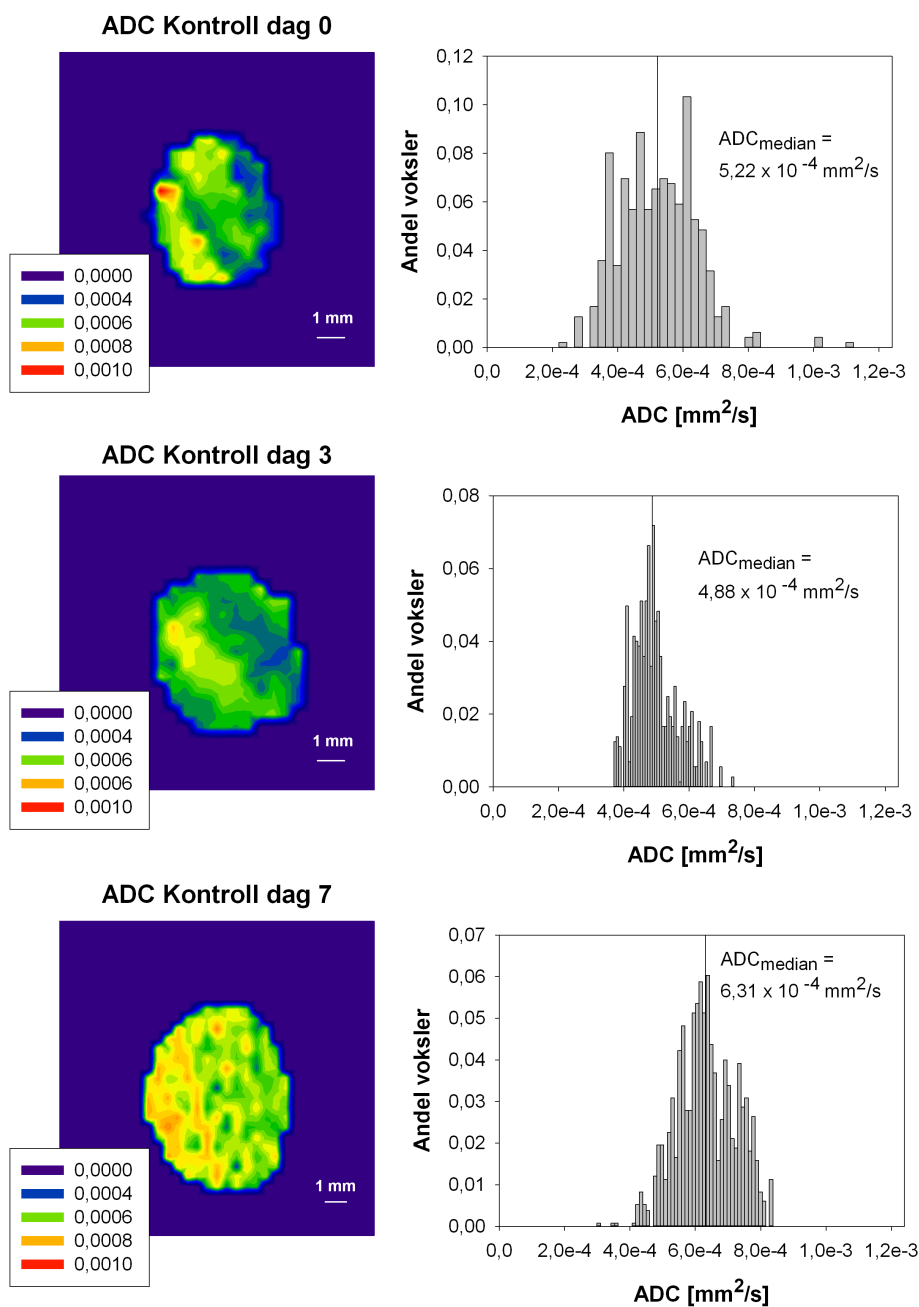 ADC Kontroll dag 0
0,0000
0,0004
0,0006
0,0008
0,0010
1 mm
0,12
0,10
0,08
0,06
0,04
0,02
0,00
Andel voksler
ADCmedian =
5,22 x 10 -4 mm2/s
0,0 2,0e-4 4,0e-4 6,0e-4 8,0e-4 1,0e-3 1,2e-3
ADC [mm2/s]
ADC Kontroll dag 3
0,0000
0,0004
0,0006
0,0006
0,0010
1 mm
0,08
0,06
0,04
0,02
0,00
Andel voksler
ADCmedian =
4,88 x 10 -4 mm2/s
0,0 2,0e-4 4,0e-4 6,0e-4 8,0e-4 1,0e-3 1,2e-3
ADC [mm2/s]
ADC Kontroll dag 7
0,0000
0,0004
0,0006
0,0008
0,0010
1 mm
0,07
0,06
0,05
0,04
0,03
0,02
0,01
0,00
Andel voksler
ADCmedian =
6,31 x 10 -4 mm2/s
0,0 2,0e-4 4,0e-4 6,0e-4 8,0e-4 1,0e-3 1,2e-3
ADC [mm2/s]